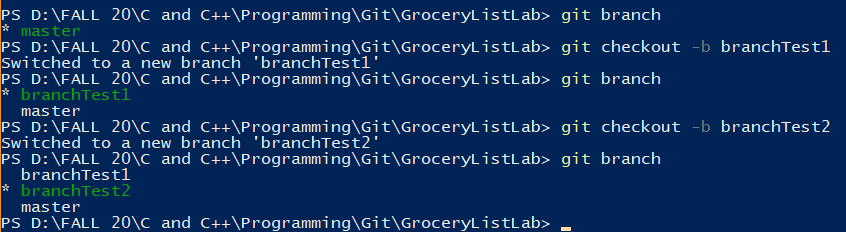 PS D:\FALL 20\C and C++\Programming\Git\GroceryListLab> git branch
* master
PS D:\FALL 20\C and C++\Programming\Git\GroceryListLab> git checkout -b branchTest1
Switched to a new branch 'branchTest1'
PS D:\FALL 20\C and C++\Programming\Git\GroceryListLab> git branch
* branchTest1
  master
PS D:\FALL 20\C and C++\Programming\Git\GroceryListLab> git checkout -b branchTest2
Switched to a new branch 'branchTest2'
PS D:\FALL 20\C and C++\Programming\Git\GroceryListLab> git branch
  branchTest1
* branchTest2
  master
PS D:\FALL 20\C and C++\Programming\Git\GroceryListLab>